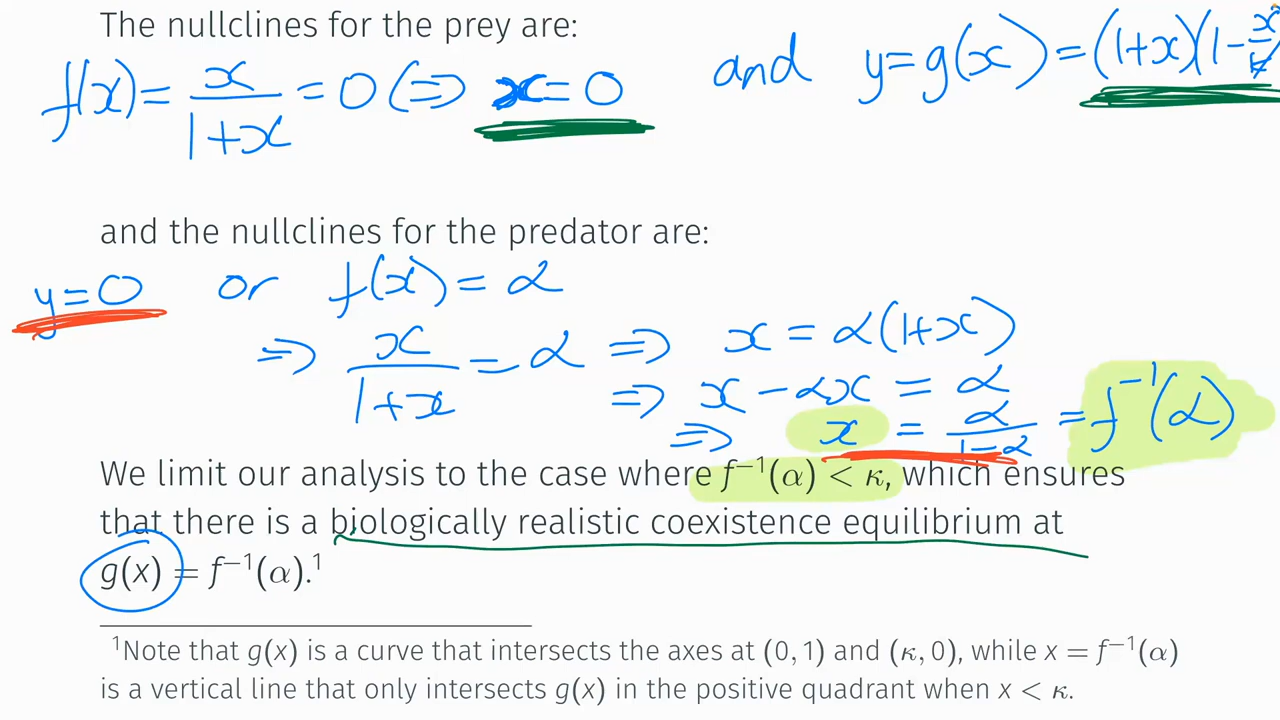 The nullclines for the prey are:
f(x) = x/(1+x) = 0 ⇔ x = 0 and y = g(x) = (1+x)(1 − x/κ
and the nullclines for the predator are:
y = 0 or f(x) = α
⇒ x/(1+x) = α ⇒ x = α(1+x)
⇒ x − αx = α
⇒ x = α/(1−α) = f⁻¹(α)
We limit our analysis to the case where f⁻¹(α) < κ, which ensures
that there is a biologically realistic coexistence equilibrium at
g(x) = f⁻¹(α).¹
¹Note that g(x) is a curve that intersects the axes at (0, 1) and (κ, 0), while x = f⁻¹(α)
is a vertical line that only intersects g(x) in the positive quadrant when x < κ.